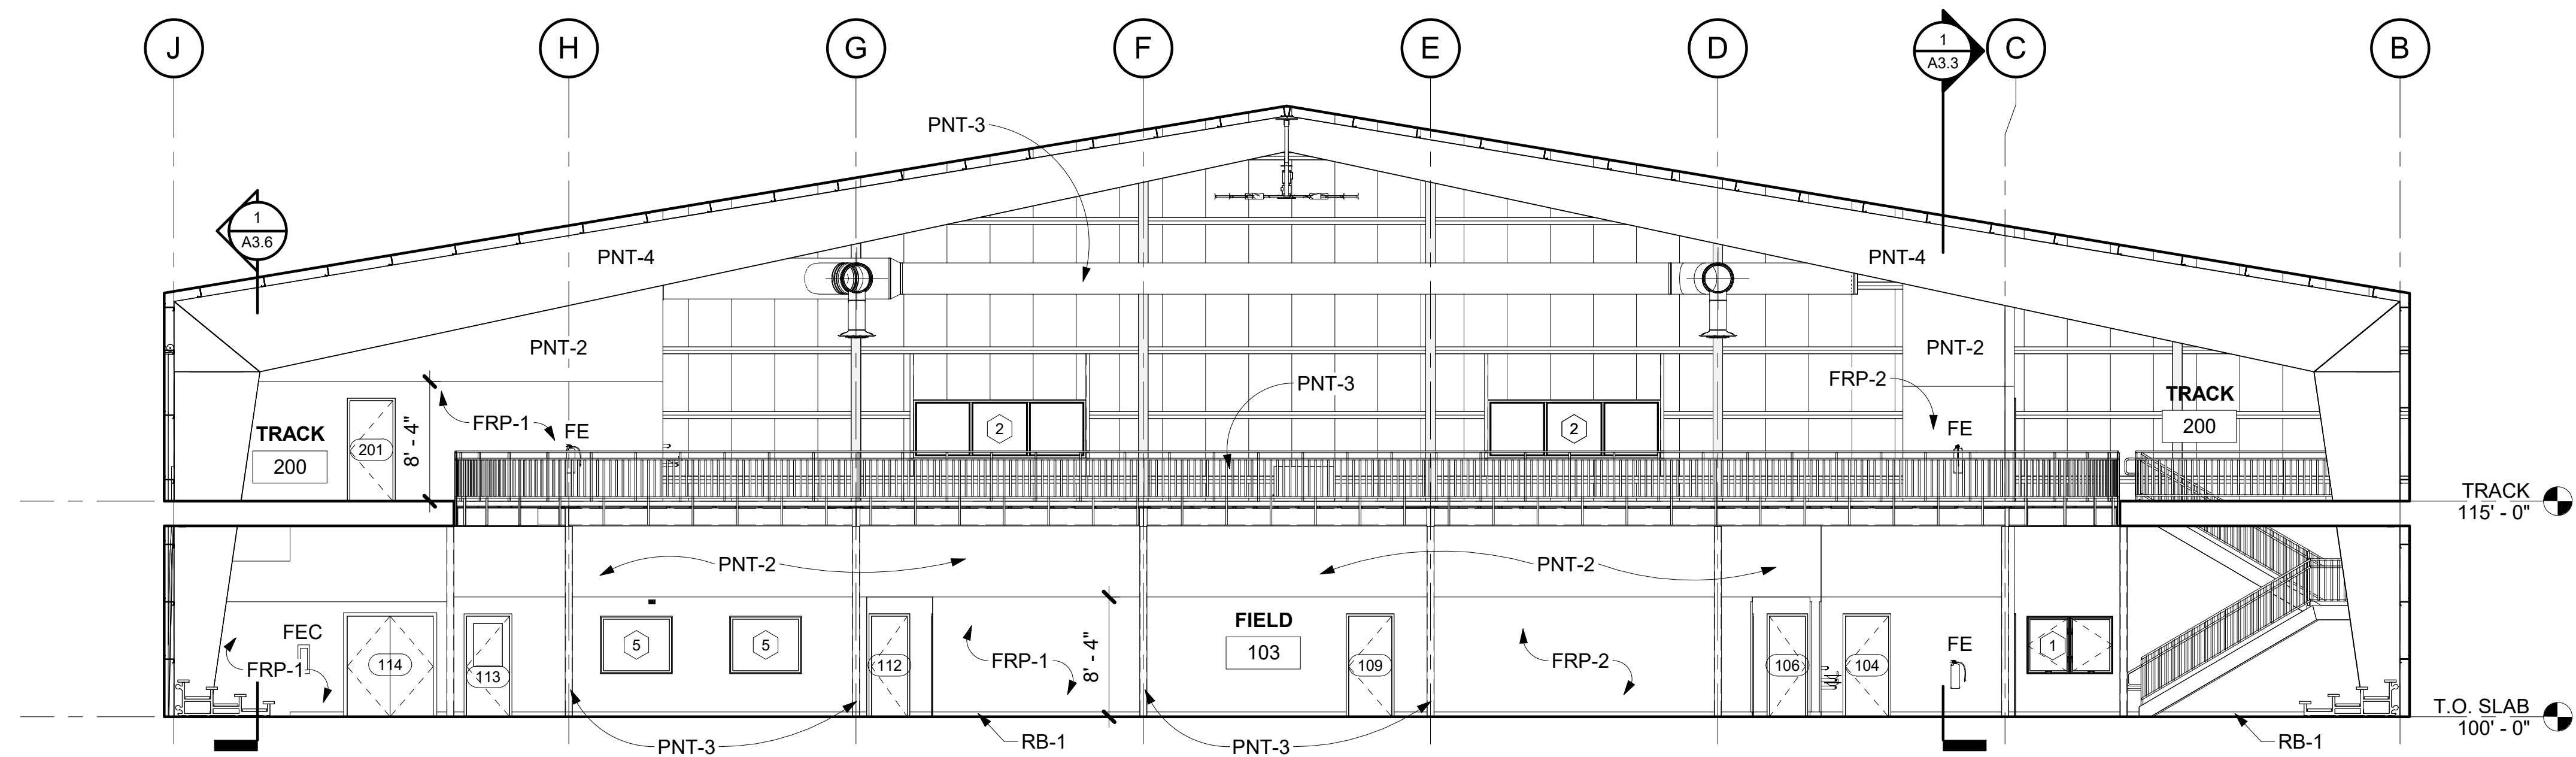 J
H
G
F
E
D
1
A3.3
C
B
PNT-3
1
A3.6
PNT-4
PNT-4
PNT-2
PNT-2
PNT-3
FRP-2
TRACK
200
FRP-1
FE
8' - 4"
201
TRACK
200
2
2
FE
TRACK
115' - 0"
PNT-2
PNT-2
FEC
FRP-1
114
113
5
5
112
FRP-1
8' - 4"
FIELD
103
109
FRP-2
106
104
FE
1
PNT-3
RB-1
PNT-3
RB-1
T.O. SLAB
100' - 0"